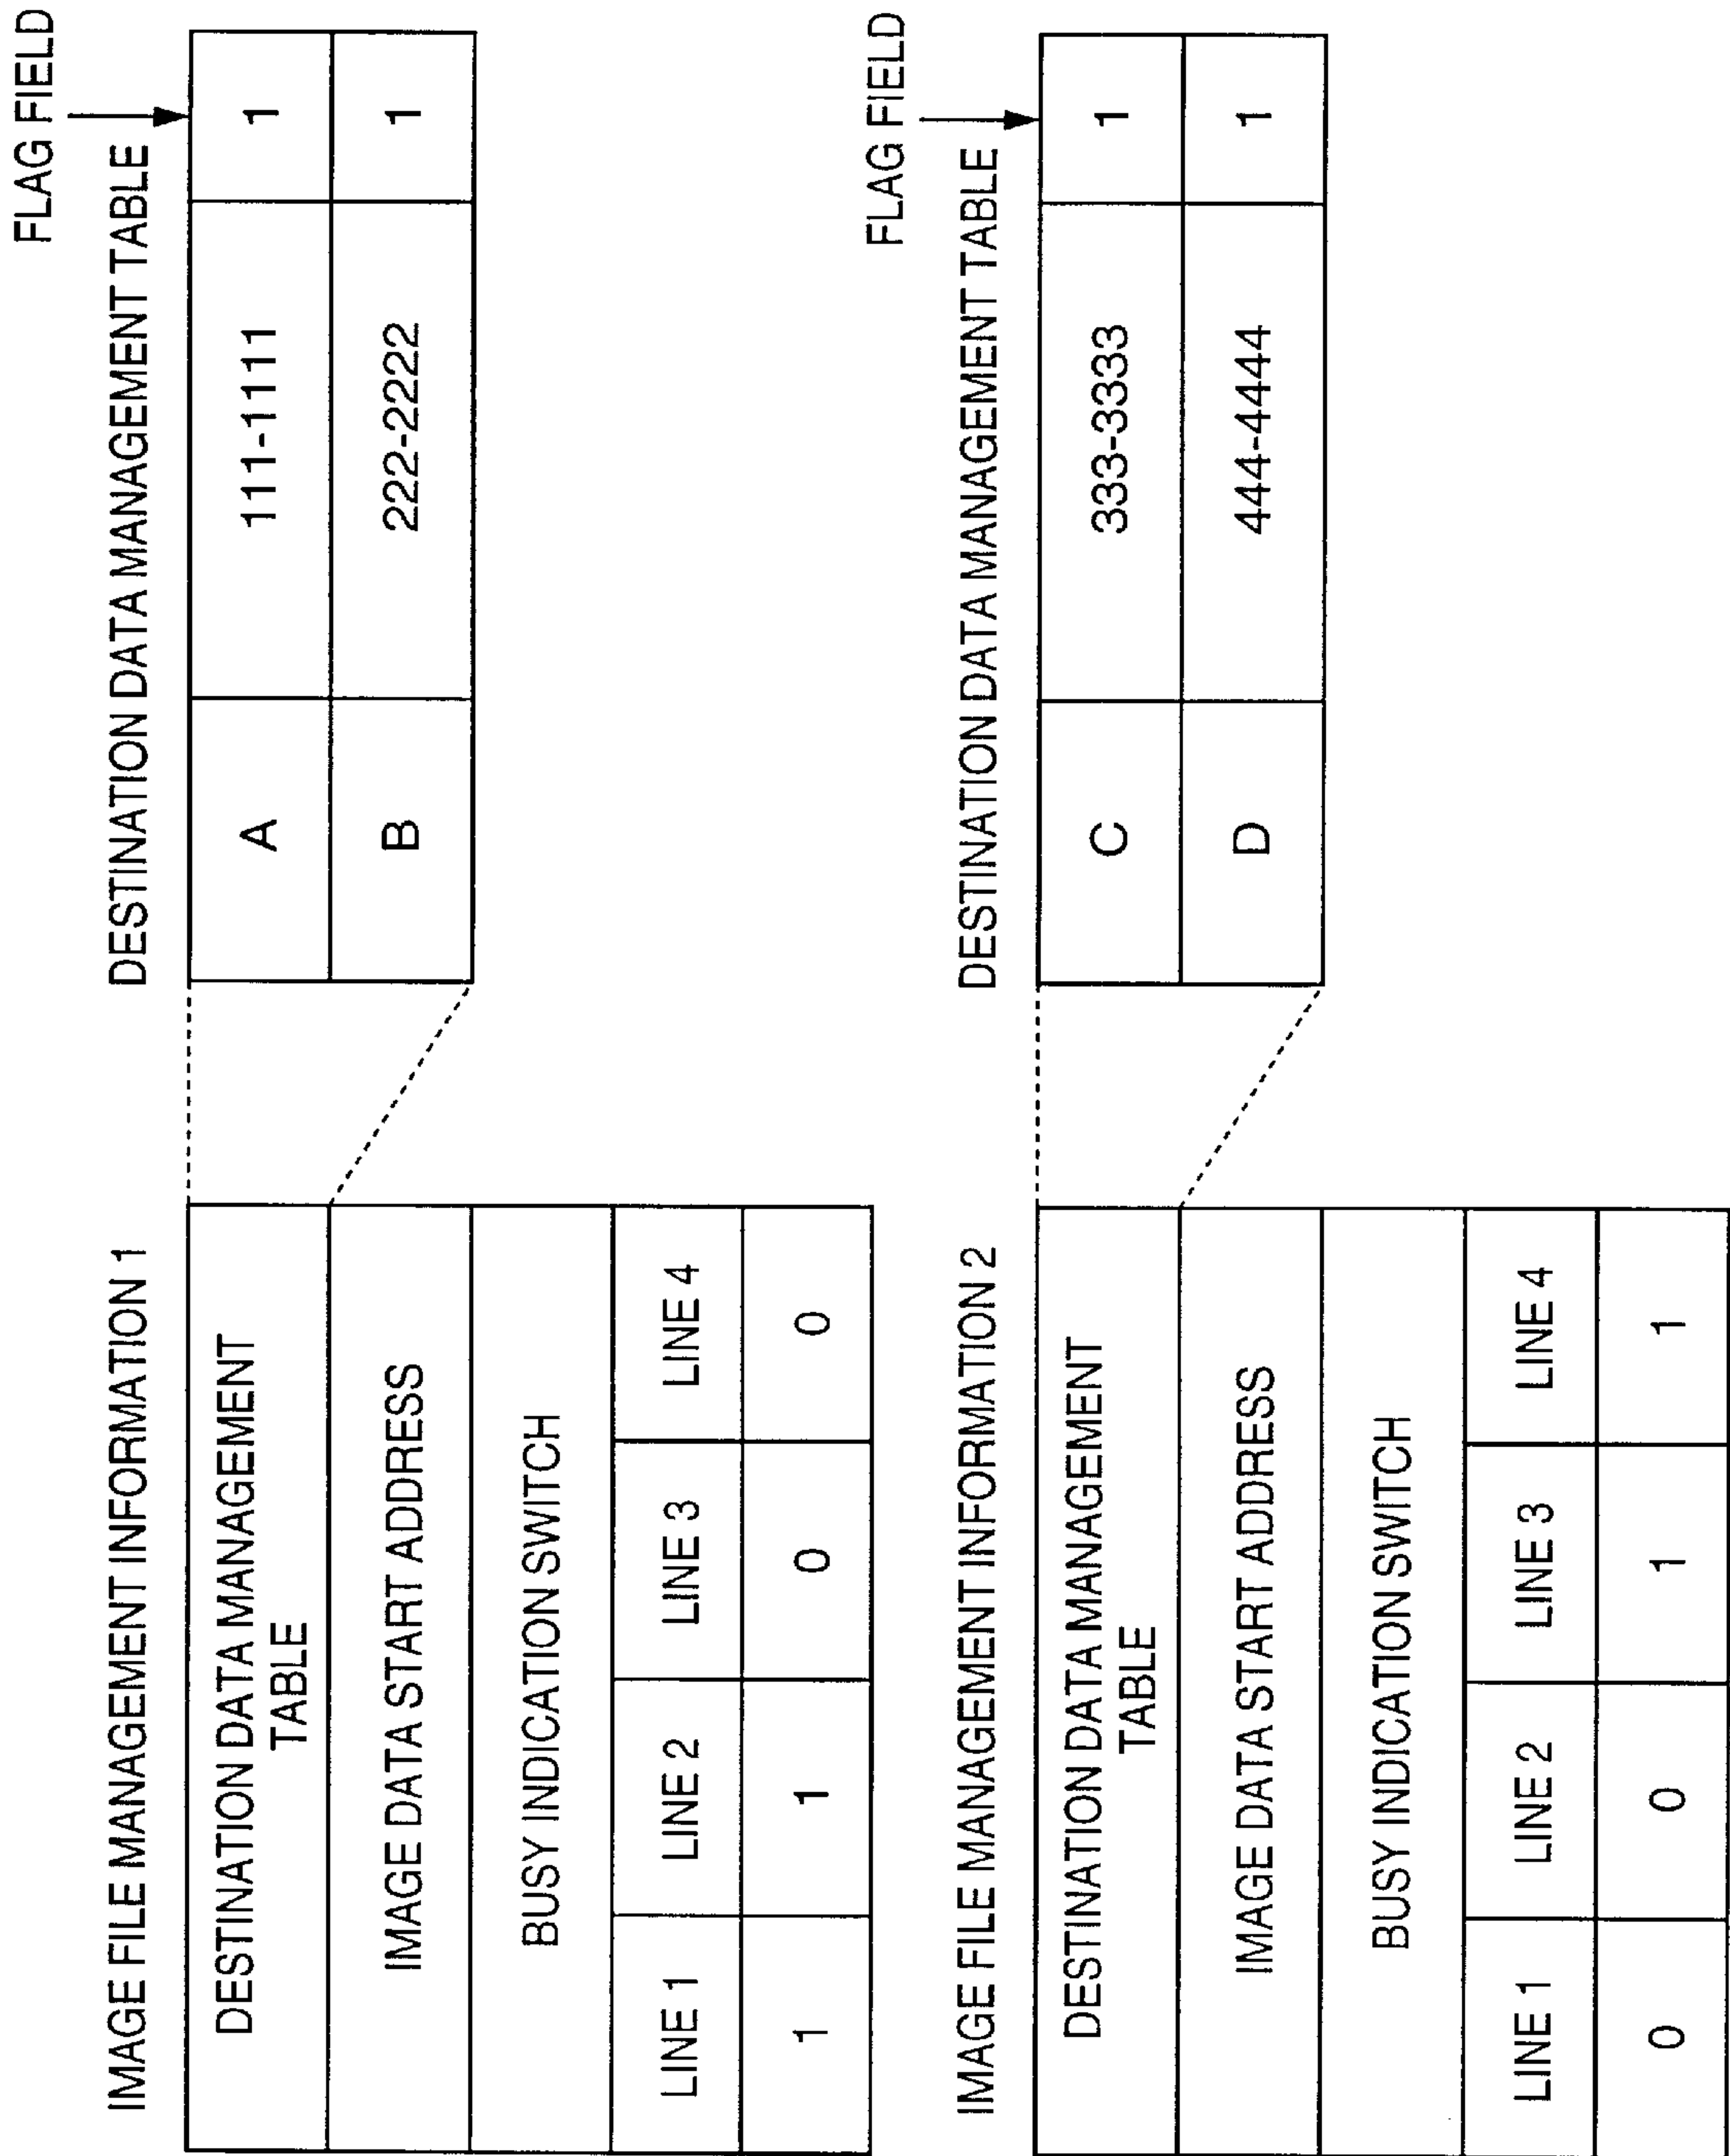 IMAGE FILE MANAGEMENT INFORMATION 1
DESTINATION DATA MANAGEMENT
TABLE
IMAGE DATA START ADDRESS
BUSY INDICATION SWITCH
LINE 1 LINE 2 LINE 3 LINE 4
1 1 0 0
FLAG FIELD
DESTINATION DATA MANAGEMENT TABLE
A 111-1111 1
B 222-2222 1
IMAGE FILE MANAGEMENT INFORMATION 2
DESTINATION DATA MANAGEMENT
TABLE
IMAGE DATA START ADDRESS
BUSY INDICATION SWITCH
LINE 1 LINE 2 LINE 3 LINE 4
0 0 1 1
FLAG FIELD
DESTINATION DATA MANAGEMENT TABLE
C 333-3333 1
D 444-4444 1